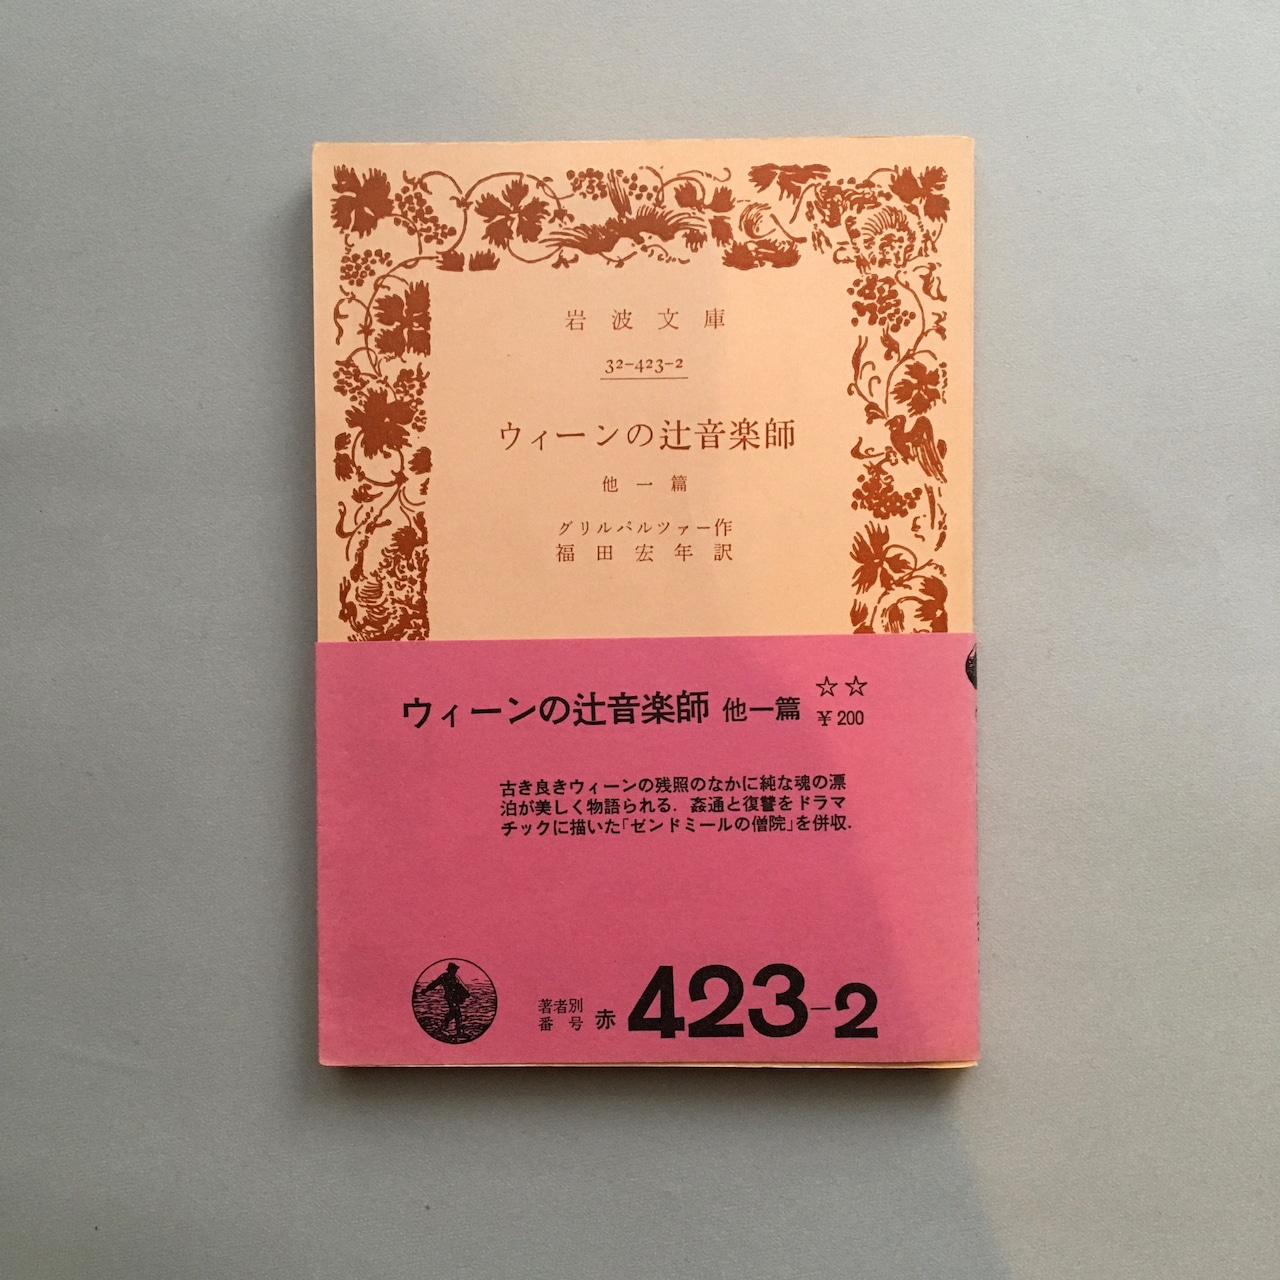 岩波文庫
32-423-2
ウィーンの辻音楽師
他一篇
グリルパルツァー作
福田宏年訳
ウィーンの辻音楽師 他一篇 ☆☆
¥200
古き良きウィーンの残照のなかに純な魂の漂
泊が美しく物語られる．姦通と復讐をドラマ
チックに描いた「ゼンドミールの僧院」を併収．
著者別
番号 赤 423-2